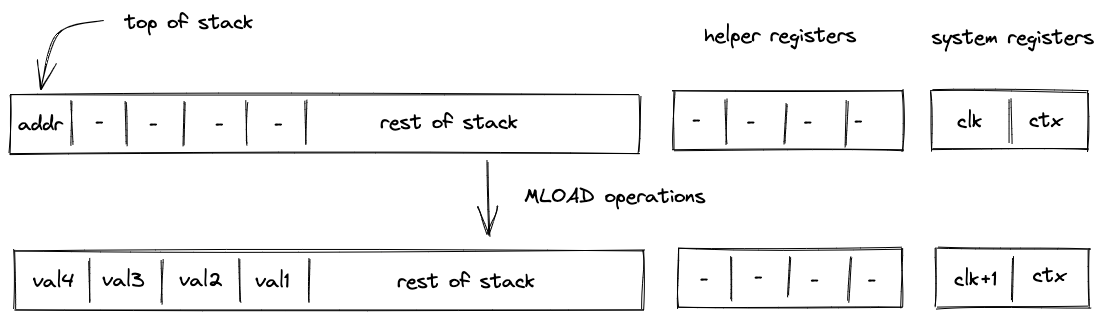 top of stack
helper registers
system registers
addr - - - - rest of stack
- - - -
clk ctx
MLOAD operations
val4 val3 val2 val1 rest of stack
- - - -
clk+1 ctx